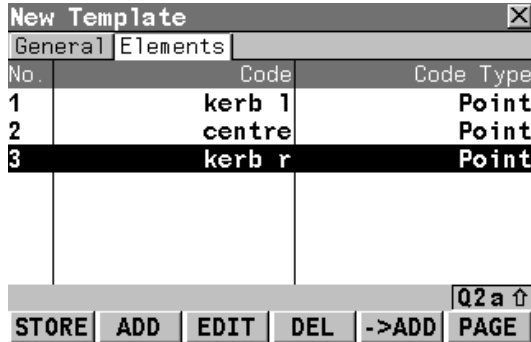 New Template
General Elements
No. Code Code Type
1 kerb l Point
2 centre Point
3 kerb r Point
Q2a⇧
STORE ADD EDIT DEL ->ADD PAGE